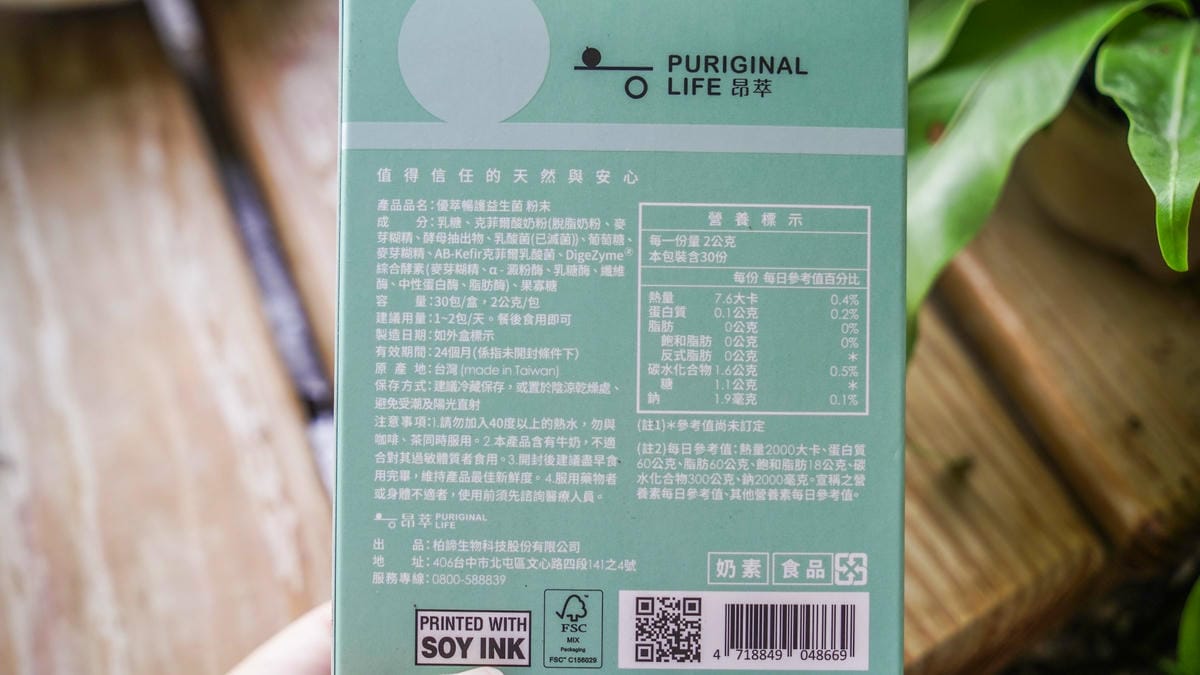 PURIGINAL
LIFE 昂萃
值得信任的天然與安心
產品品名:優萃暢護益生菌 粉末
成 分:乳糖、克菲爾酸奶粉(脫脂奶粉、麥
芽糊精、酵母抽出物、乳酸菌(已滅菌))、葡萄糖、
麥芽糊精、AB-Kefir克菲爾乳酸菌、DigeZyme®
綜合酵素(麥芽糊精、α-澱粉酶、乳糖酶、纖維
酶、中性蛋白酶、脂肪酶)、果寡糖
容 量:30包/盒,2公克/包
建議用量:1~2包/天。餐後食用即可
製造日期:如外盒標示
有效期間:24個月(係指未開封條件下)
原 產 地:台灣(made in Taiwan)
保存方式:建議冷藏保存,或置於陰涼乾燥處、
避免受潮及陽光直射
注意事項:1.請勿加入40度以上的熱水,勿與
咖啡、茶同時服用。2.本產品含有牛奶,不適
合對其過敏體質者食用。3.開封後建議盡早食
用完畢,維持產品最佳新鮮度。4.服用藥物者
或身體不適者,使用前須先諮詢醫療人員。
昂萃 PURIGINAL
LIFE
出 品:柏諦生物科技股份有限公司
地 址:406台中市北屯區文心路四段141之4號
服務專線:0800-588839
營養標示
每一份量 2公克
本包裝含30份
每份 每日參考值百分比
熱量 7.6大卡 0.4%
蛋白質 0.1公克 0.2%
脂肪 0公克 0%
飽和脂肪 0公克 0%
反式脂肪 0公克 *
碳水化合物 1.6公克 0.5%
糖 1.1公克 *
鈉 1.9毫克 0.1%
(註1)*參考值尚未訂定
(註2)每日參考值:熱量2000大卡、蛋白質
60公克、脂肪60公克、飽和脂肪18公克、碳
水化合物300公克、鈉2000毫克。宣稱之營
養素每日參考值、其他營養素每日參考值。
奶素 食品
PRINTED WITH
SOY INK
FSC
MIX
Packaging
FSC™ C156029
4 718849 048669